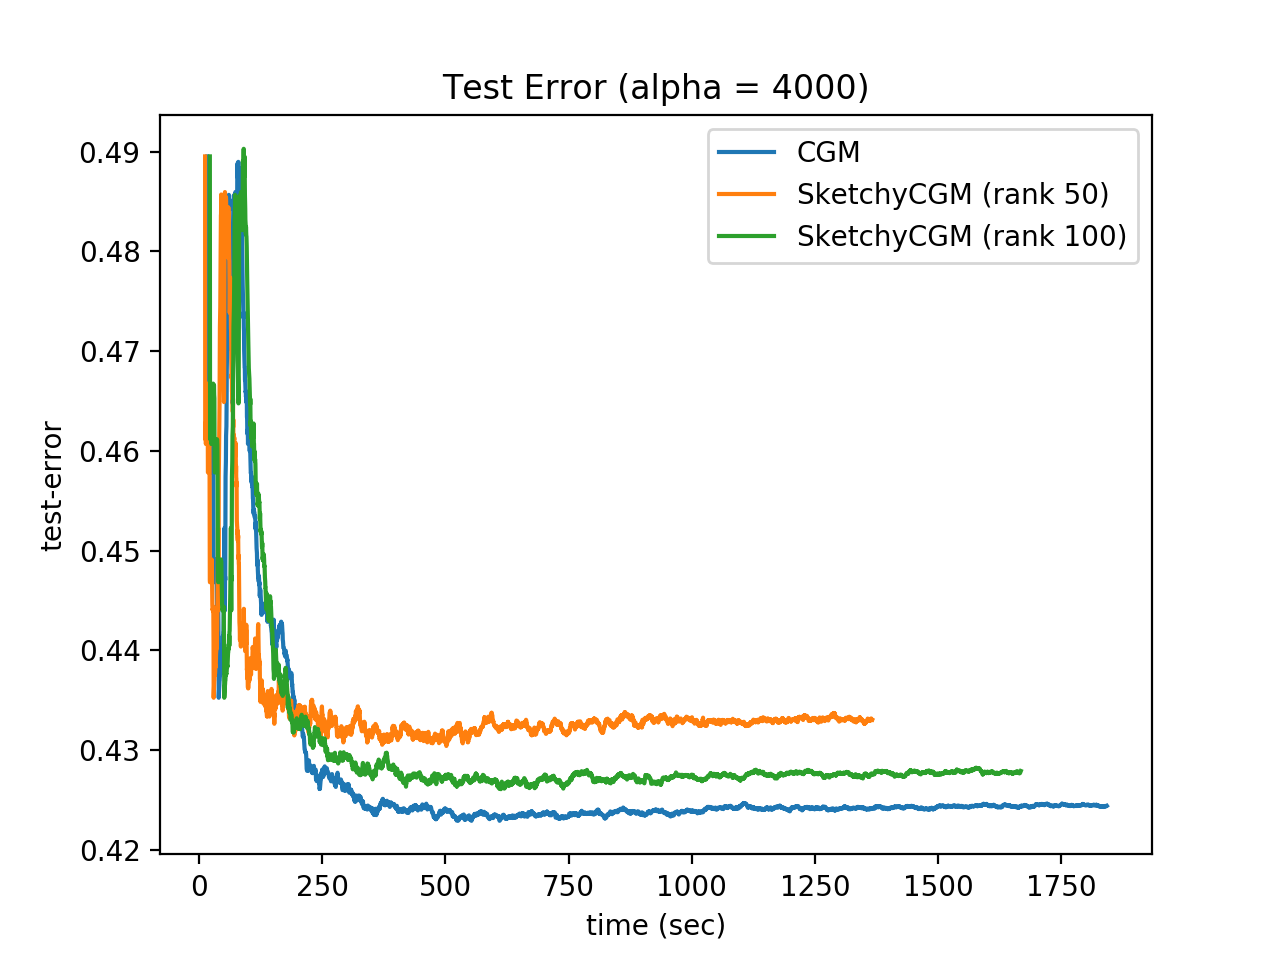 Test Error (alpha = 4000)
CGM
SketchyCGM (rank 50)
SketchyCGM (rank 100)
0.49
0.48
0.47
0.46
0.45
0.44
0.43
0.42
test-error
0 250 500 750 1000 1250 1500 1750
time (sec)